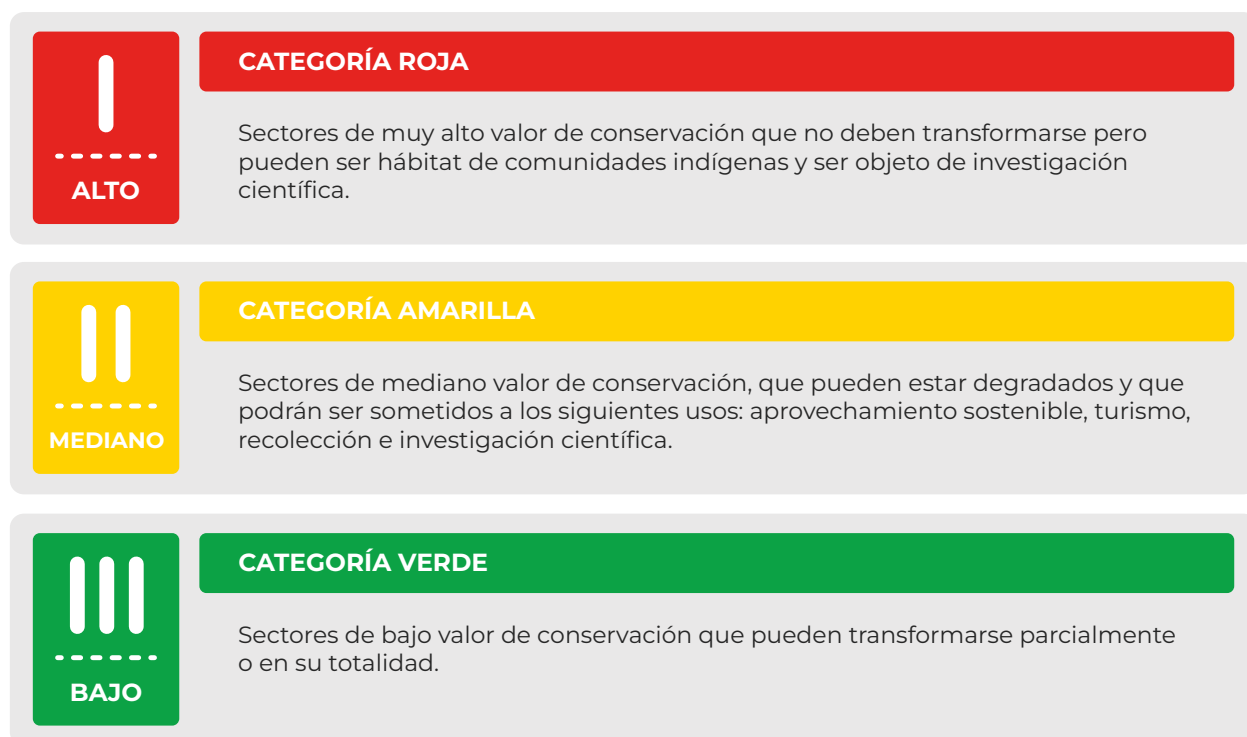 I
ALTO
CATEGORÍA ROJA
Sectores de muy alto valor de conservación que no deben transformarse pero
pueden ser hábitat de comunidades indígenas y ser objeto de investigación
científica.
II
MEDIANO
CATEGORÍA AMARILLA
Sectores de mediano valor de conservación, que pueden estar degradados y que
podrán ser sometidos a los siguientes usos: aprovechamiento sostenible, turismo,
recolección e investigación científica.
III
BAJO
CATEGORÍA VERDE
Sectores de bajo valor de conservación que pueden transformarse parcialmente
o en su totalidad.